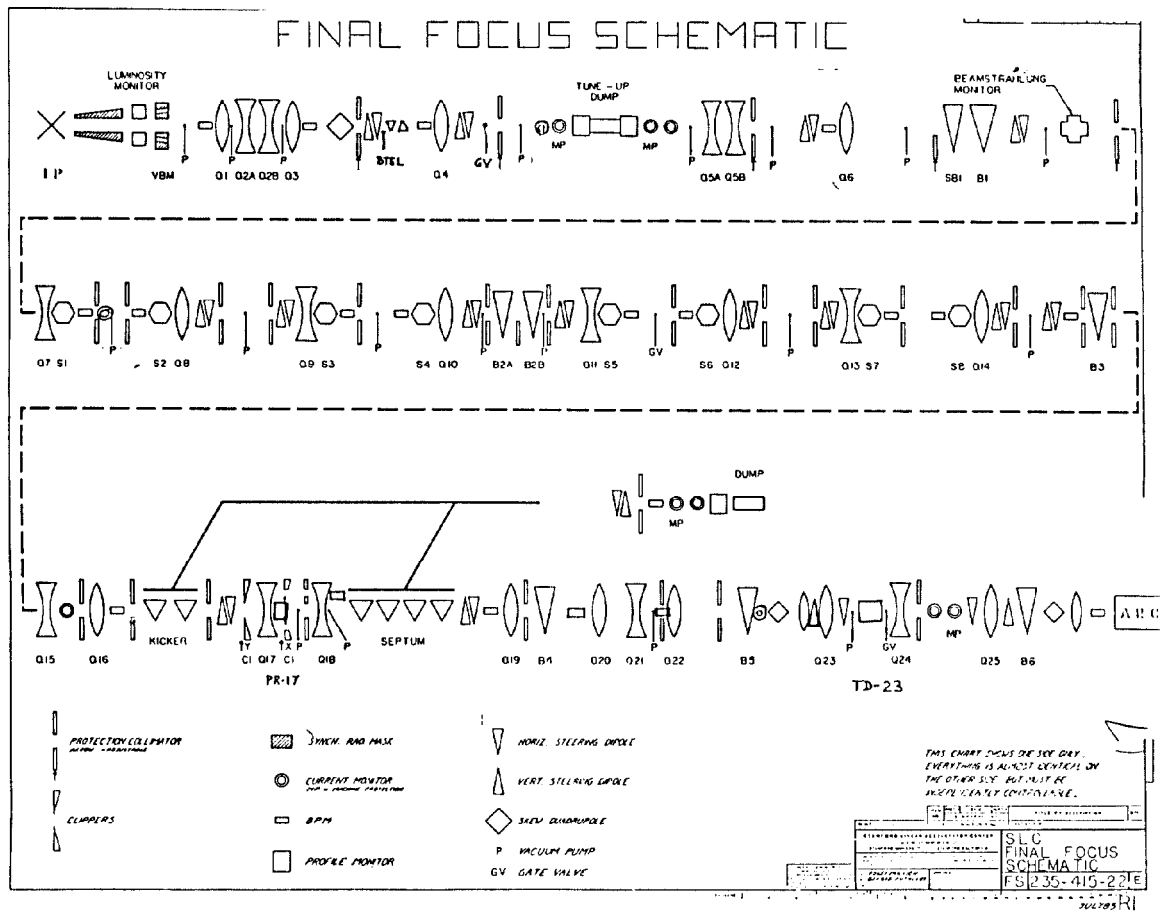 FINAL FOCUS SCHEMATIC
LUMINOSITY
MONITOR
TUNE-UP
DUMP
BEAMSTRAHLUNG
MONITOR
MP MP
BTEL GV
IP VBM P Q1 P Q2A Q2B P Q3 Q4 P P Q5A Q5B P Q6 P SB1 B1 P
Q7 S1 P S2 Q8 P Q9 S3 P S4 Q10 P B2A B2B P Q11 S5 GV S6 Q12 P Q13 S7 S8 Q14 P B3
DUMP
MP
KICKER SEPTUM MP ARC
Q15 Q16 Y C1 Q17 X C1 P Q18 P Q19 B4 Q20 Q21 P Q22 B5 Q23 P GV Q24 Q25 B6
PR-17 TD-23
PROTECTION COLLIMATOR
CLIPPERS
SYNCH. RAD MASK
CURRENT MONITOR
BPM
PROFILE MONITOR
HORIZ. STEERING DIPOLE
VERT. STEERING DIPOLE
SKEW QUADRUPOLE
P VACUUM PUMP
GV GATE VALVE
THIS CHART SHOWS ONE SIDE ONLY.
EVERYTHING IS ALMOST IDENTICAL ON
THE OTHER SIDE BUT MUST BE
INDEPENDENTLY CONTROLLABLE.
SLC
FINAL FOCUS
SCHEMATIC
FS 235-415-22 E
JULY85 R1